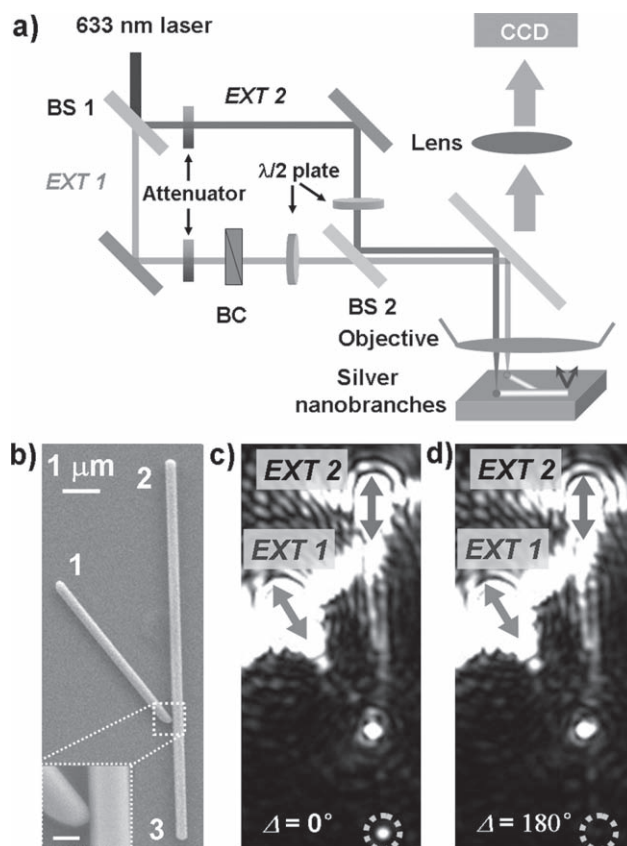 a)
633 nm laser
CCD
BS 1
EXT 2
Lens
EXT 1
Attenuator
λ/2 plate
BC
BS 2
Objective
Silver
nanobranches
b)
1 μm
2
1
3
c)
EXT 2
EXT 1
Δ = 0°
d)
EXT 2
EXT 1
Δ = 180°